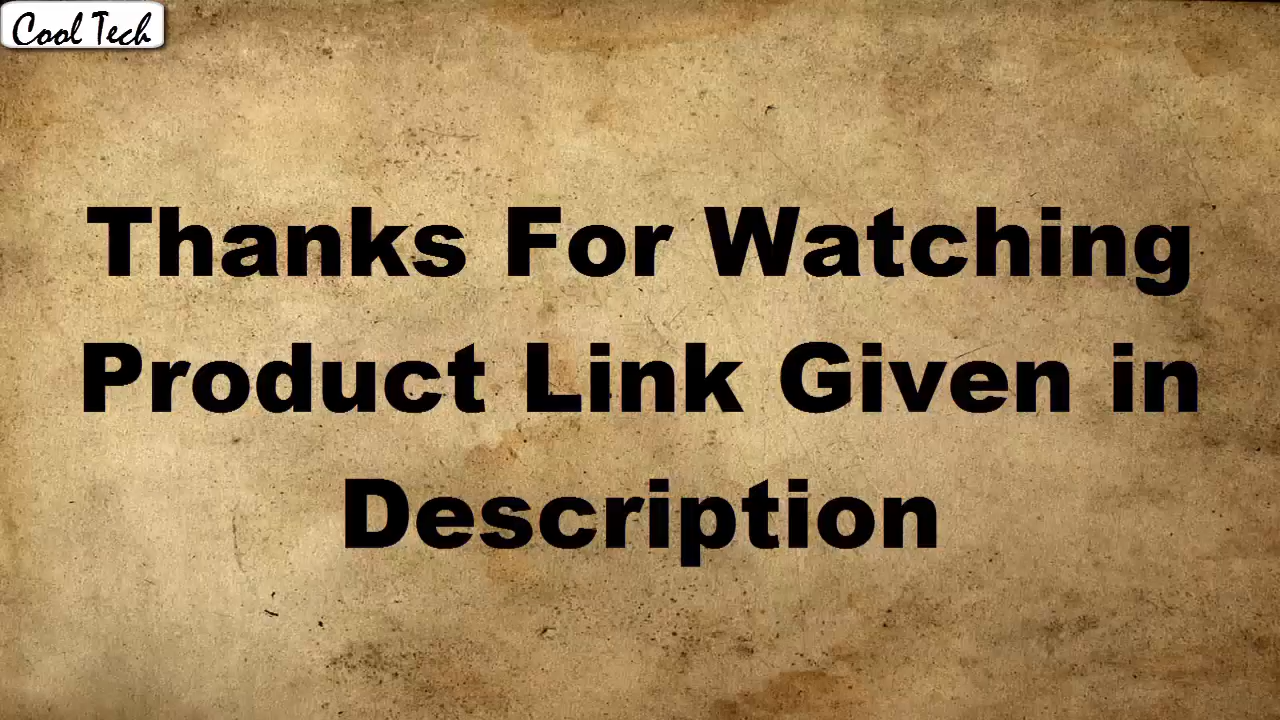 Cool Tech
Thanks For Watching
Product Link Given in
Description